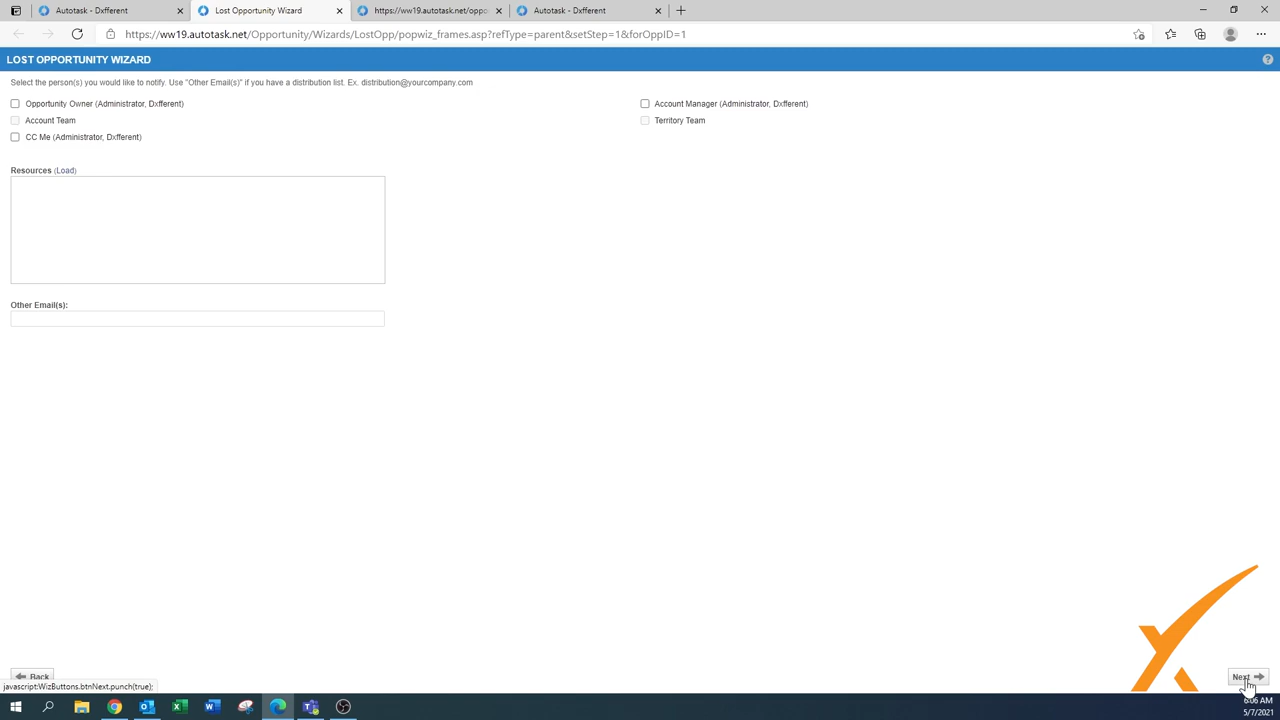 Autotask - Dxfferent
Lost Opportunity Wizard
https://ww19.autotask.net/oppo
Autotask - Dxfferent
https://ww19.autotask.net/Opportunity/Wizards/LostOpp/popwiz_frames.asp?refType=parent&setStep=1&forOppID=1
LOST OPPORTUNITY WIZARD
Select the person(s) you would like to notify. Use "Other Email(s)" if you have a distribution list. Ex. distribution@yourcompany.com
Opportunity Owner (Administrator, Dxfferent)
Account Manager (Administrator, Dxfferent)
Account Team
Territory Team
CC Me (Administrator, Dxfferent)
Resources (Load)
Other Email(s):
Back
Next
javascript:WizButtons.btnNext.punch(true);
6:06 AM
5/7/2021